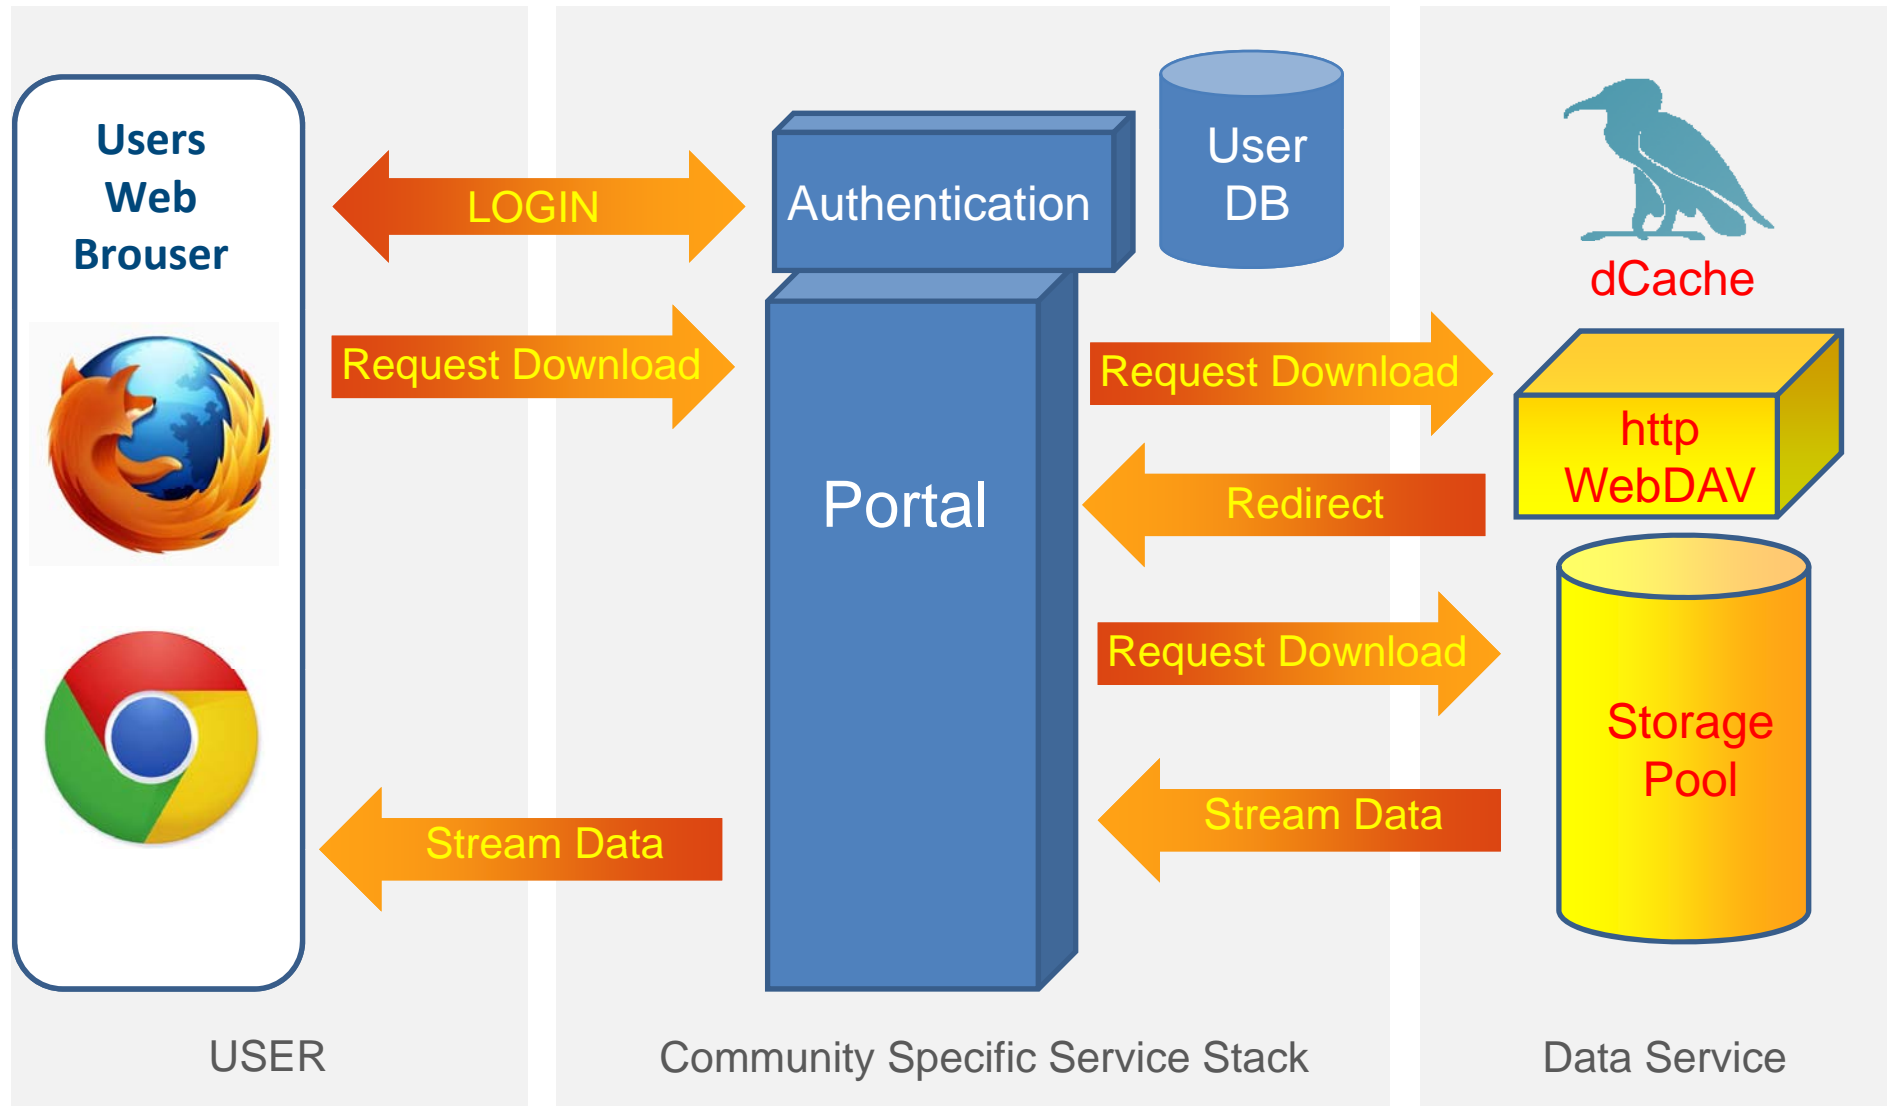 Users
Web
Brouser
LOGIN
Request Download
Stream Data
USER
Authentication
User
DB
Portal
Request Download
Redirect
Request Download
Stream Data
Community Specific Service Stack
dCache
http
WebDAV
Storage
Pool
Data Service